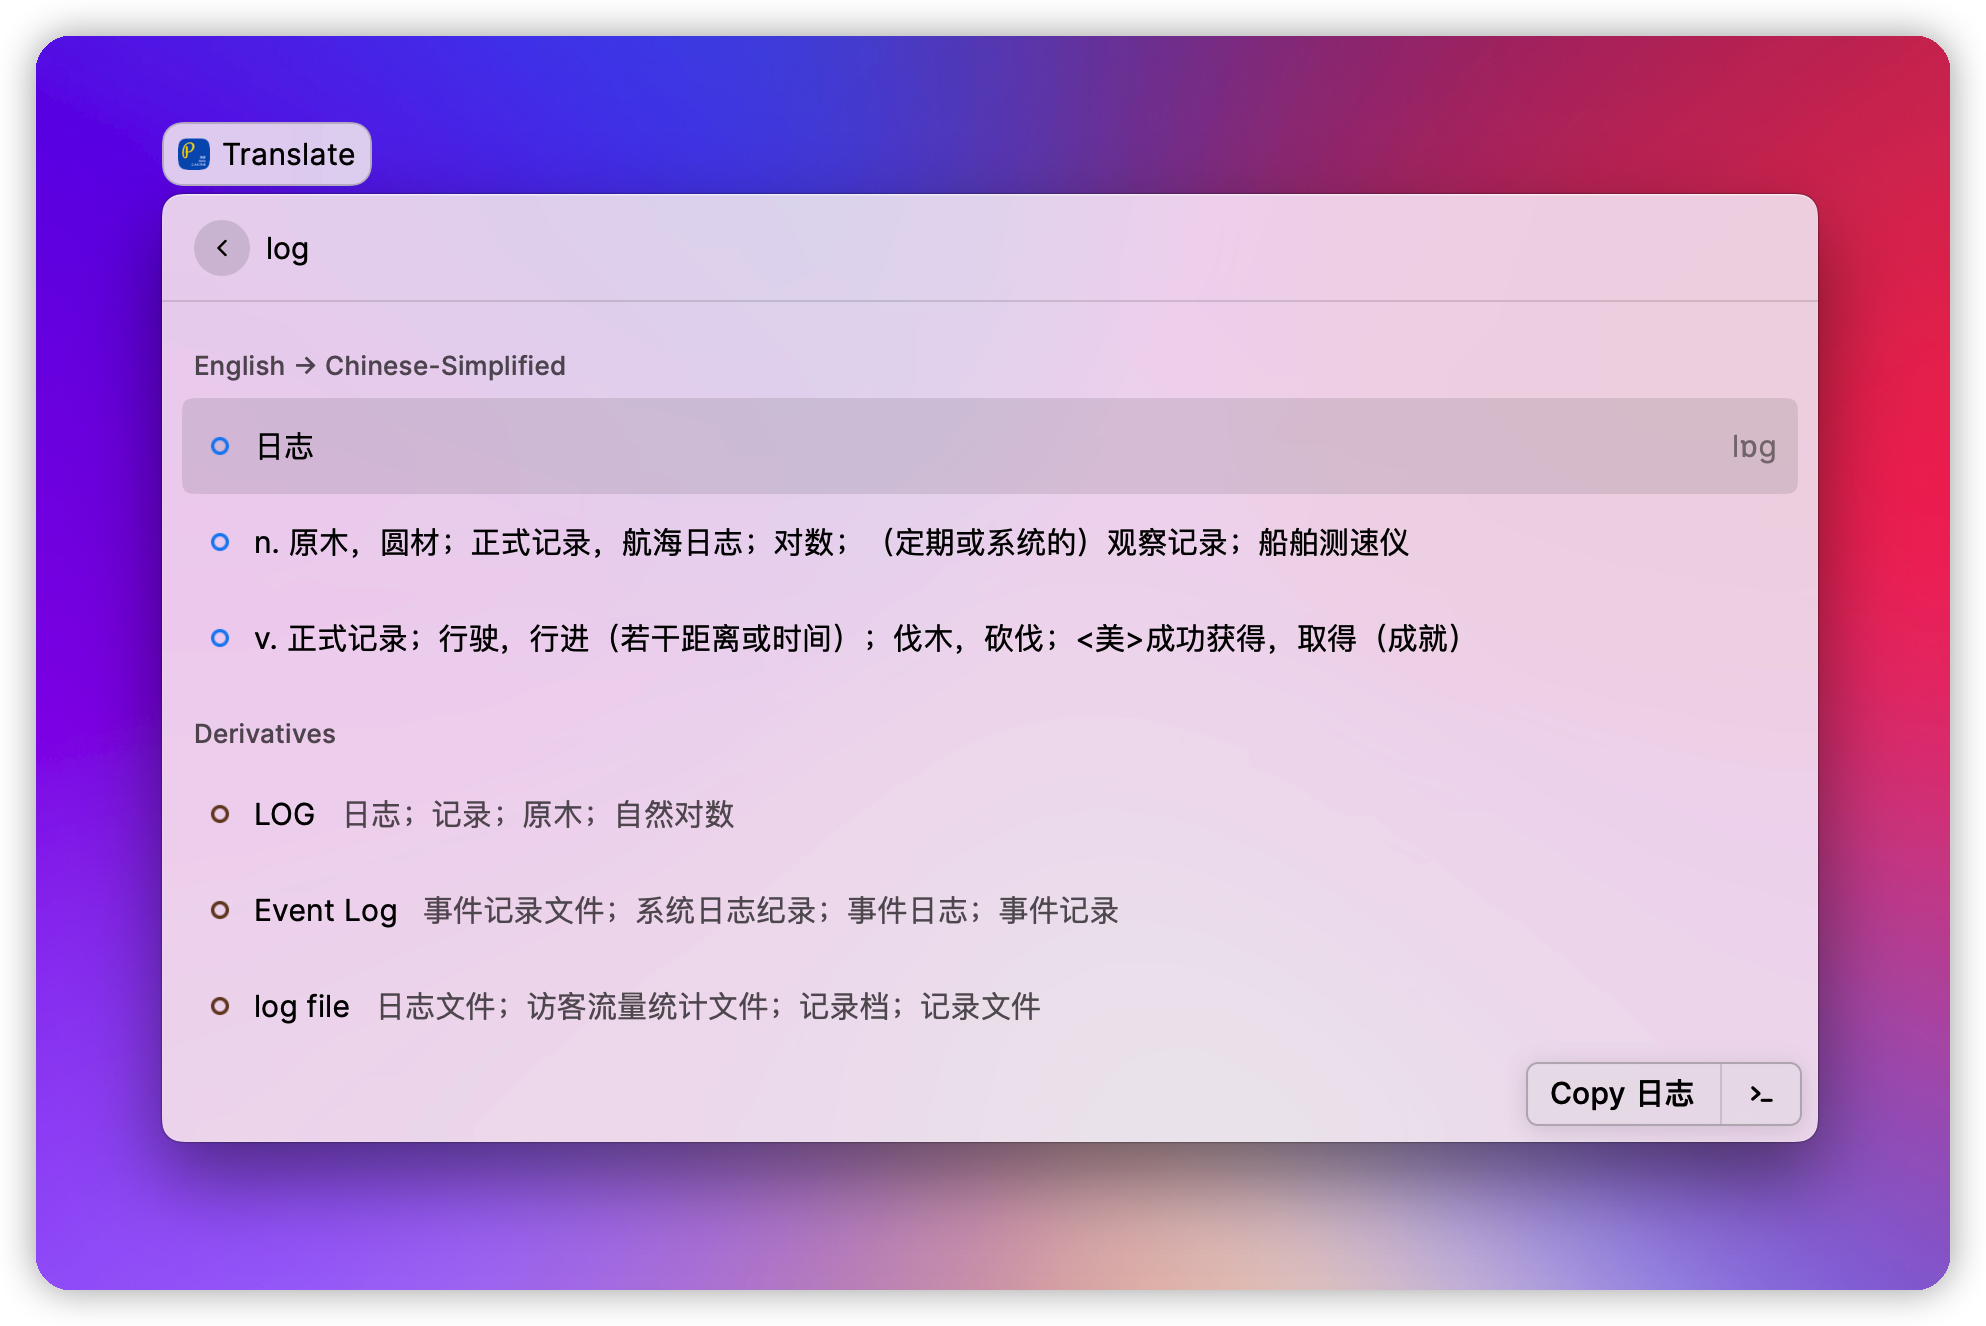 Translate
log
English → Chinese-Simplified
日志 lɒg
n. 原木，圆材；正式记录，航海日志；对数；（定期或系统的）观察记录；船舶测速仪
v. 正式记录；行驶，行进（若干距离或时间）；伐木，砍伐；<美>成功获得，取得（成就）
Derivatives
LOG 日志；记录；原木；自然对数
Event Log 事件记录文件；系统日志纪录；事件日志；事件记录
log file 日志文件；访客流量统计文件；记录档；记录文件
Copy 日志 >_